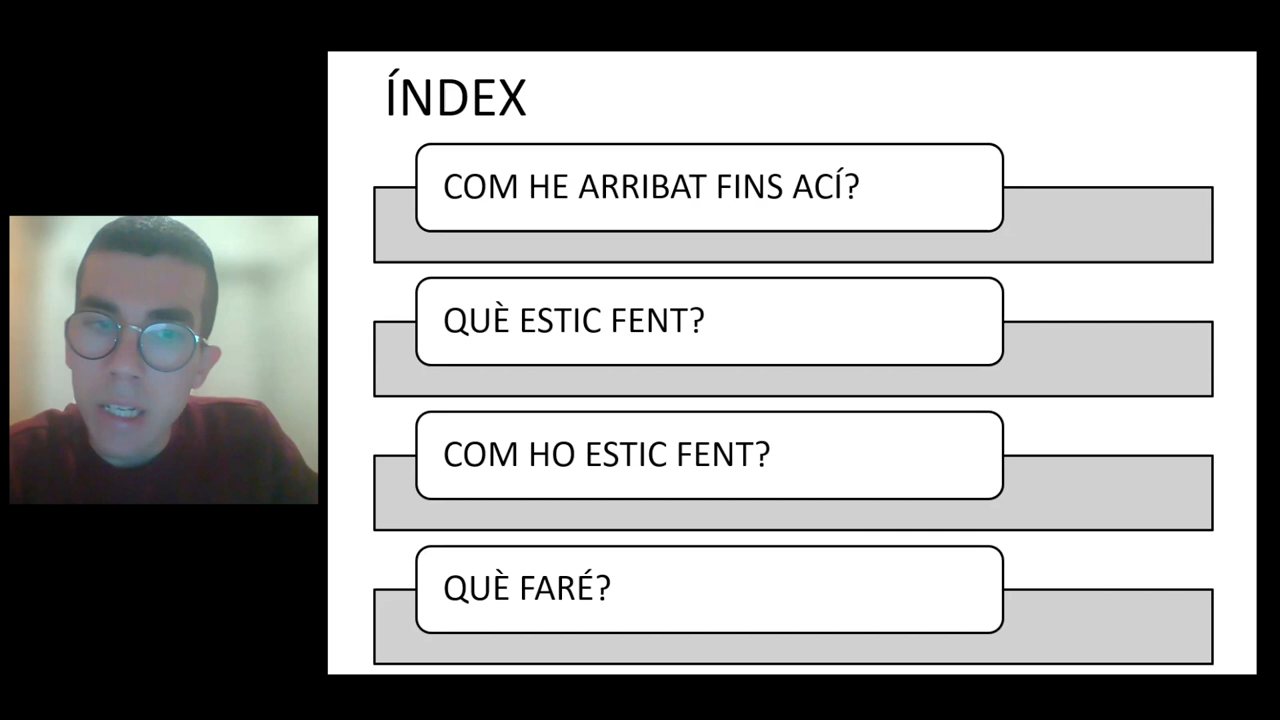 ÍNDEX
COM HE ARRIBAT FINS ACÍ?
QUÈ ESTIC FENT?
COM HO ESTIC FENT?
QUÈ FARÉ?